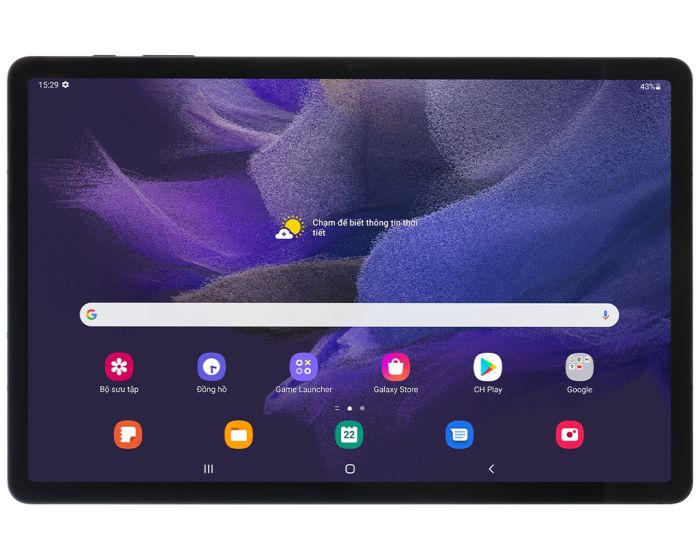 15:29
43%
Chạm để biết thông tin thời
tiết
Bộ sưu tập
Đồng hồ
Game Launcher
Galaxy Store
CH Play
Google
22